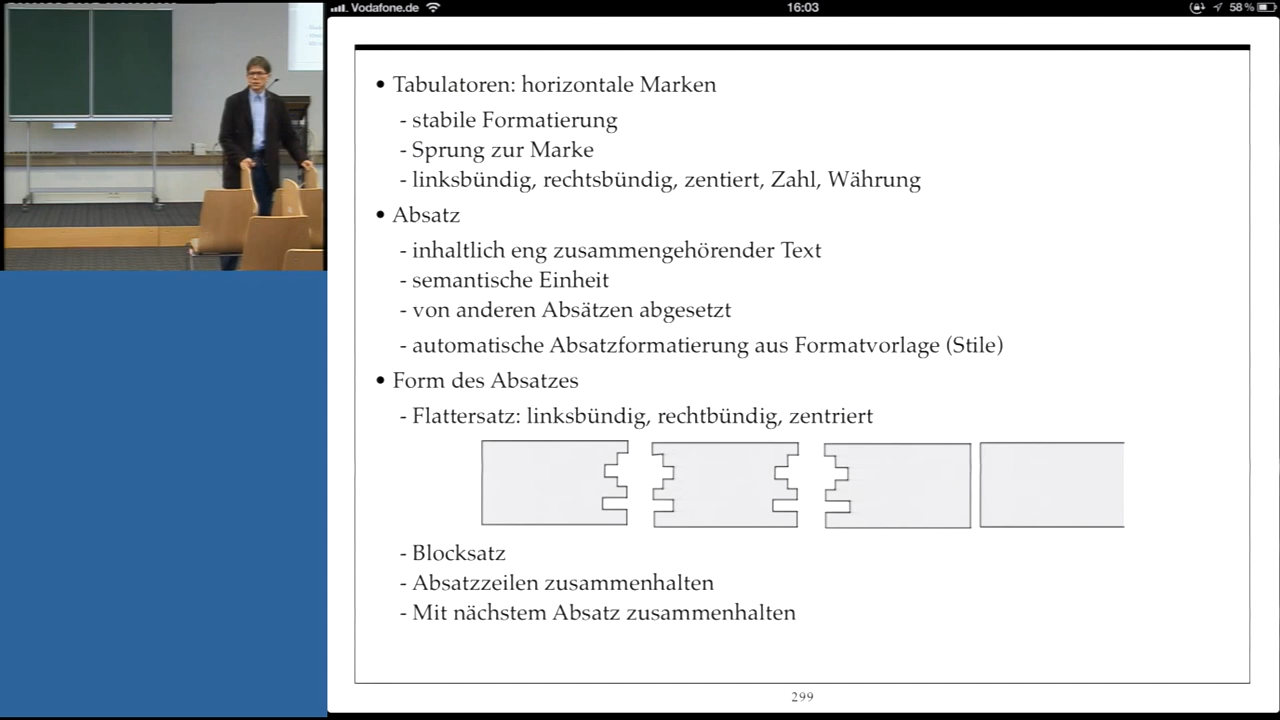 Vodafone.de
16:03
58 %
• Tabulatoren: horizontale Marken
- stabile Formatierung
- Sprung zur Marke
- linksbündig, rechtsbündig, zentiert, Zahl, Währung
• Absatz
- inhaltlich eng zusammengehörender Text
- semantische Einheit
- von anderen Absätzen abgesetzt
- automatische Absatzformatierung aus Formatvorlage (Stile)
• Form des Absatzes
- Flattersatz: linksbündig, rechtbündig, zentriert
- Blocksatz
- Absatzzeilen zusammenhalten
- Mit nächstem Absatz zusammenhalten
299